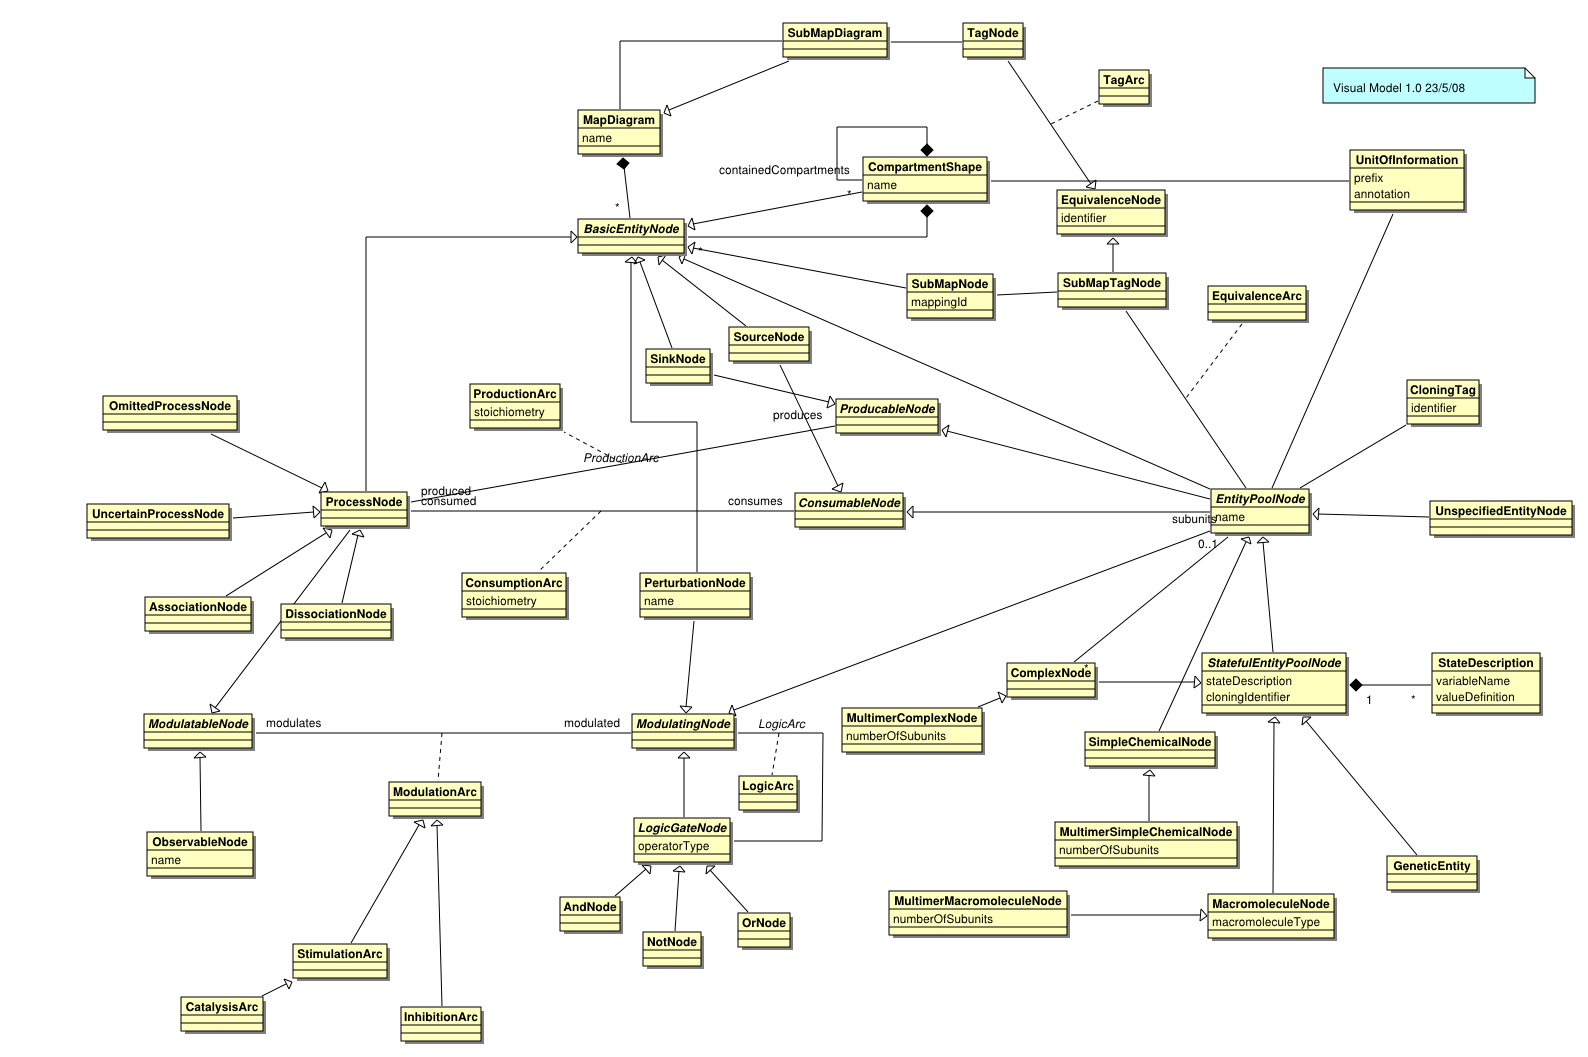 SubMapDiagram
TagNode
TagArc
Visual Model 1.0 23/5/08
MapDiagram
name
CompartmentShape
name
containedCompartments
*
UnitOfInformation
prefix
annotation
EquivalenceNode
identifier
*
BasicEntityNode
*
SubMapNode
mappingId
SubMapTagNode
EquivalenceArc
SourceNode
SinkNode
OmittedProcessNode
ProductionArc
stoichiometry
produces
ProducableNode
CloningTag
identifier
ProductionArc
ProcessNode
produced
consumed
consumes
ConsumableNode
EntityPoolNode
name
subunits
0..1
UnspecifiedEntityNode
UncertainProcessNode
AssociationNode
DissociationNode
ConsumptionArc
stoichiometry
PerturbationNode
name
ComplexNode
*
StatefulEntityPoolNode
stateDescription
cloningIdentifier
1
*
StateDescription
variableName
valueDefinition
ModulatableNode
modulates
modulated
ModulatingNode
LogicArc
MultimerComplexNode
numberOfSubunits
SimpleChemicalNode
ModulationArc
LogicArc
ObservableNode
name
LogicGateNode
operatorType
MultimerSimpleChemicalNode
numberOfSubunits
GeneticEntity
AndNode
NotNode
OrNode
MultimerMacromoleculeNode
numberOfSubunits
MacromoleculeNode
macromoleculeType
StimulationArc
CatalysisArc
InhibitionArc